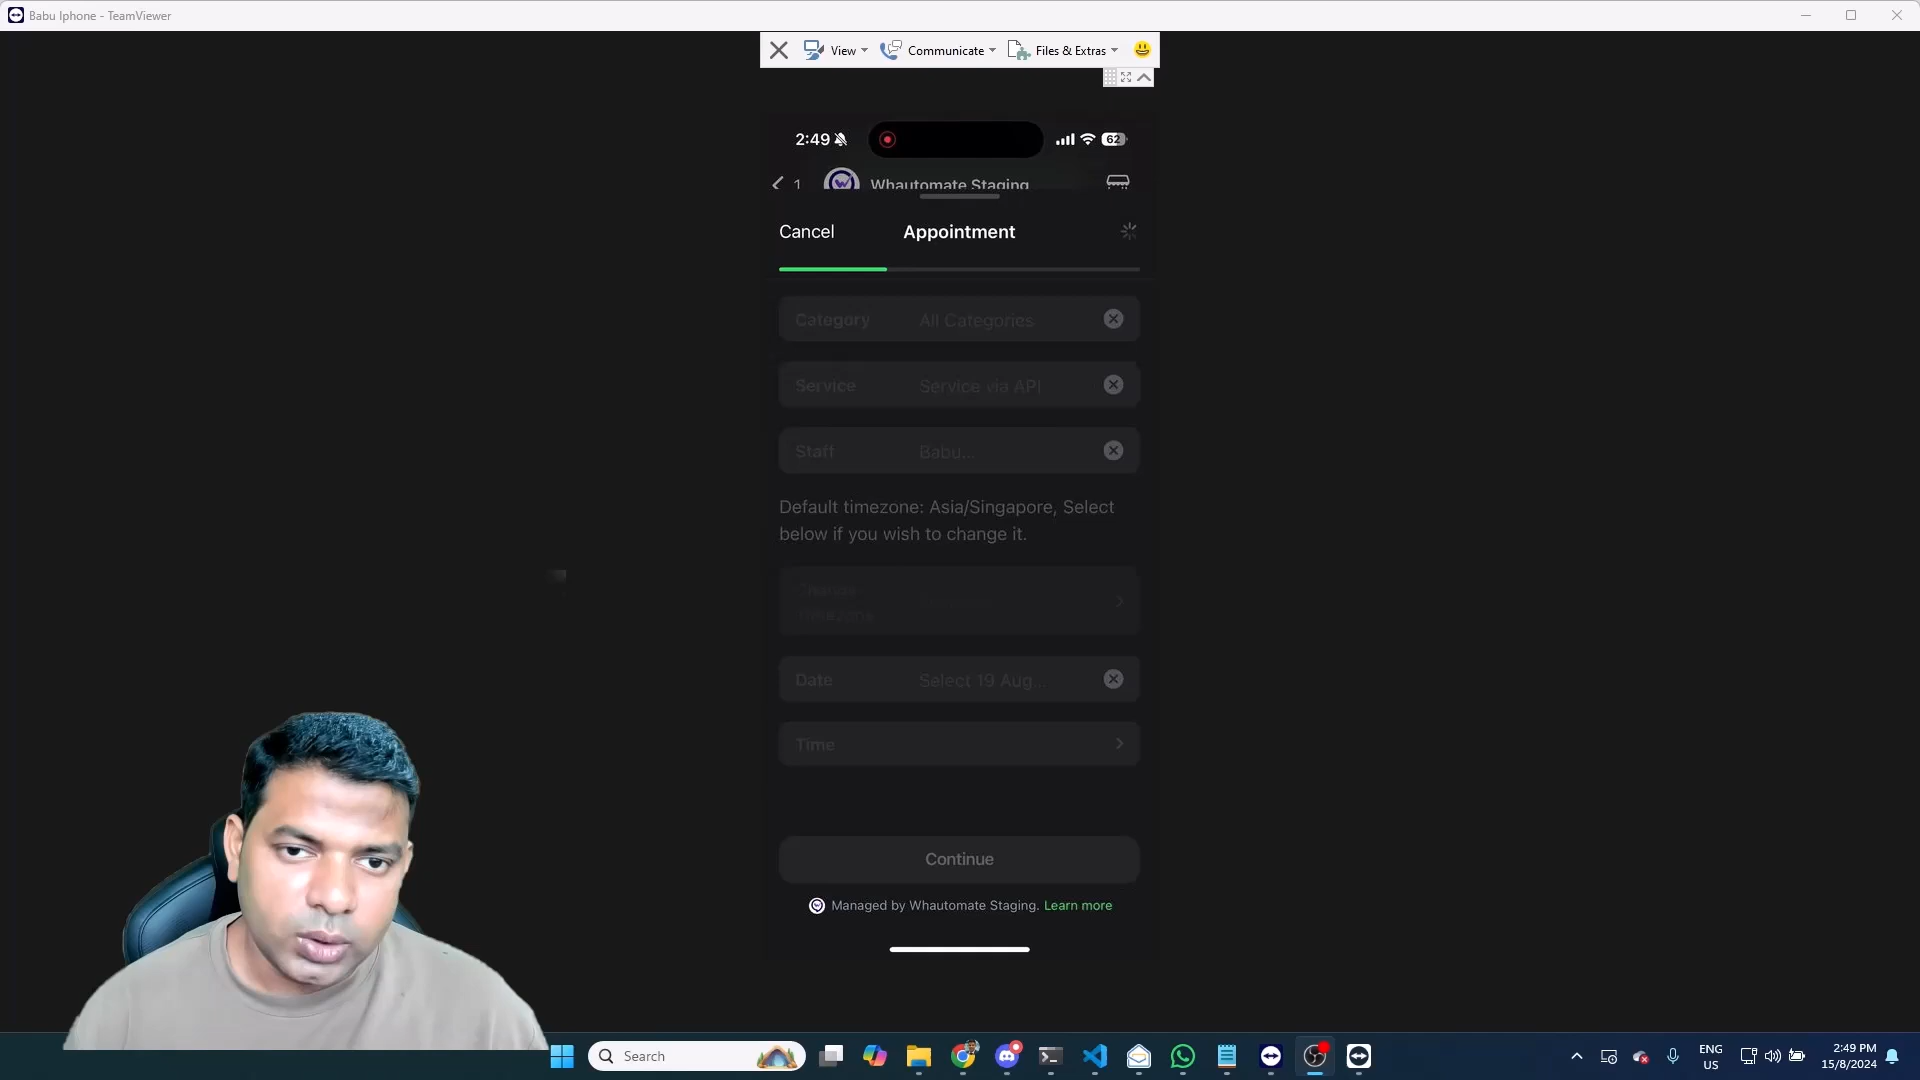 Babu Iphone - TeamViewer
View
Communicate
Files & Extras
2:49
62
1
Whautomate Staging
Cancel
Appointment
Category
All Categories
Service
Service via API
Staff
Babu...
Default timezone: Asia/Singapore, Select
below if you wish to change it.
Change
Timezone
Date
Select 19 Aug...
Time
Continue
Managed by Whautomate Staging. Learn more
Search
ENG
US
2:49 PM
15/8/2024